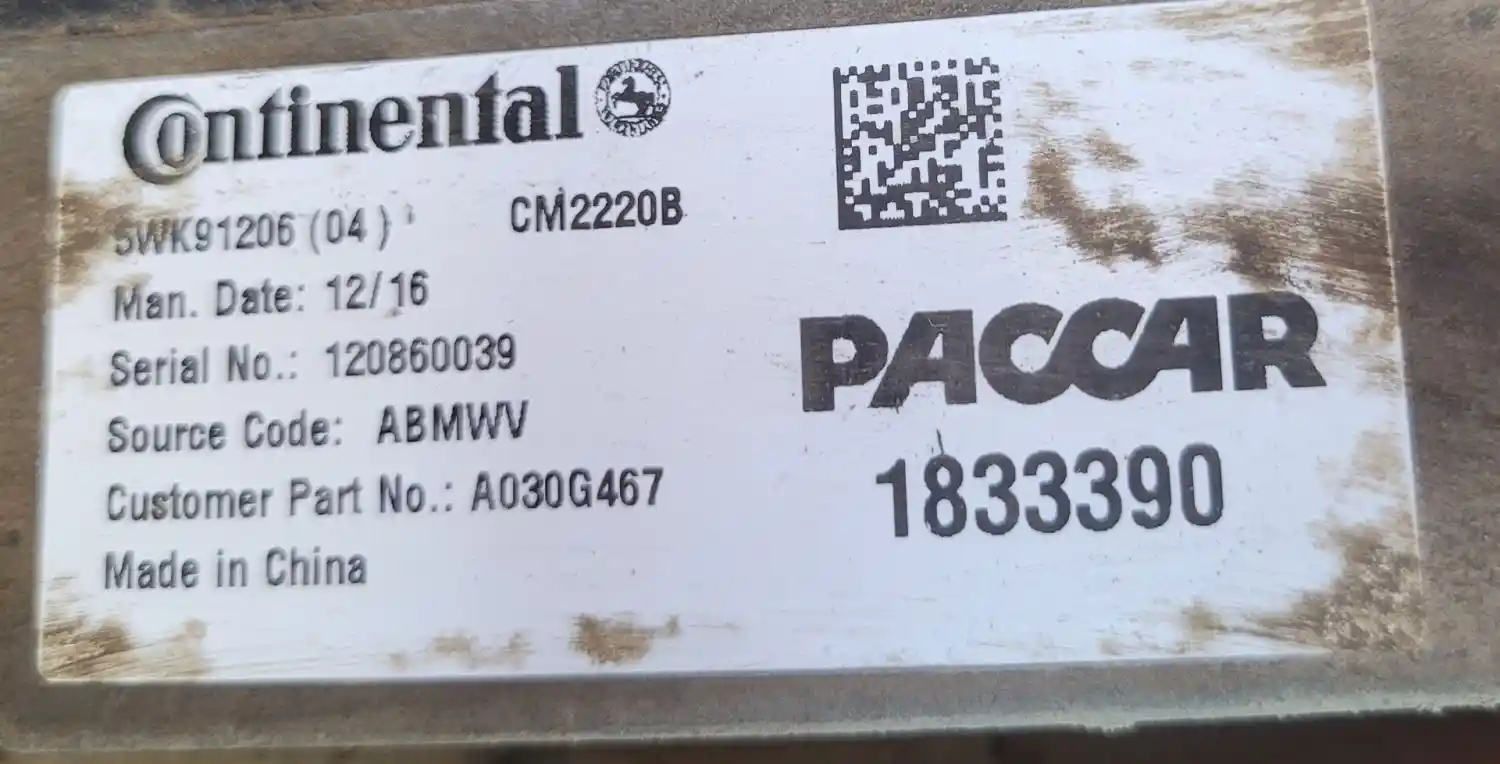 Continental
5WK91206 (04)
CM2220B
Man. Date: 12/16
Serial No.: 120860039
Source Code: ABMWV
Customer Part No.: A030G467
Made in China
PACCAR
1833390